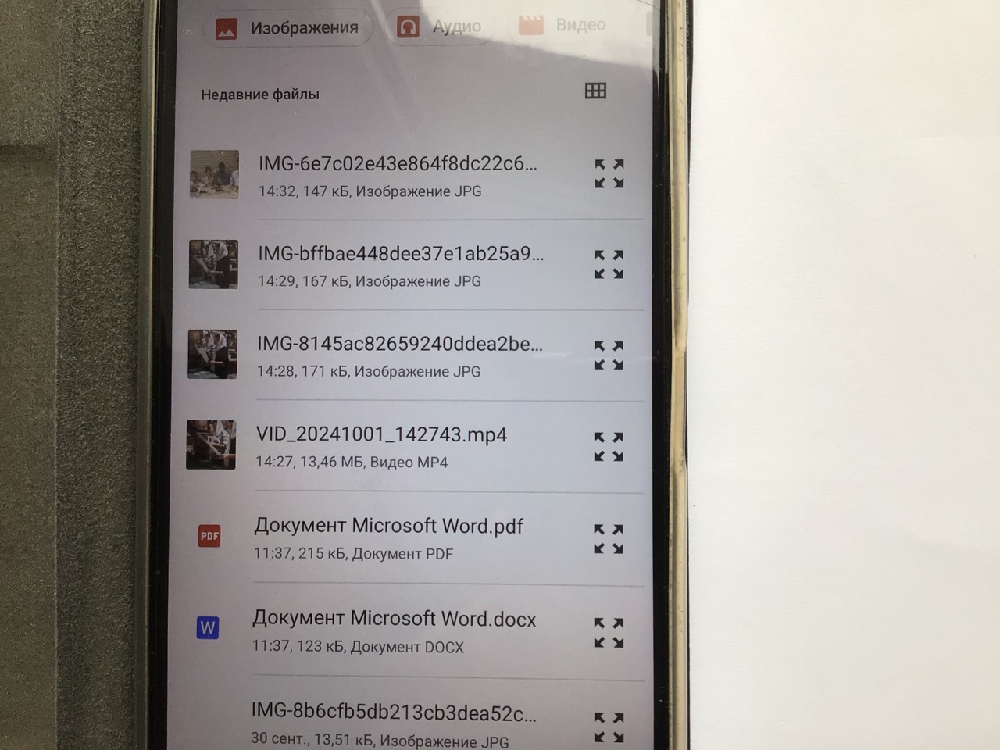 Изображения
Аудио
Видео
Недавние файлы
IMG-6e7c02e43e864f8dc22c6...
14:32, 147 кБ, Изображение JPG
IMG-bffbae448dee37e1ab25a9...
14:29, 167 кБ, Изображение JPG
IMG-8145ac82659240ddea2be...
14:28, 171 кБ, Изображение JPG
VID_20241001_142743.mp4
14:27, 13,46 МБ, Видео MP4
PDF
Документ Microsoft Word.pdf
11:37, 215 кБ, Документ PDF
W
Документ Microsoft Word.docx
11:37, 123 кБ, Документ DOCX
IMG-8b6cfb5db213cb3dea52c...
30 сент., 13,51 кБ, Изображение JPG